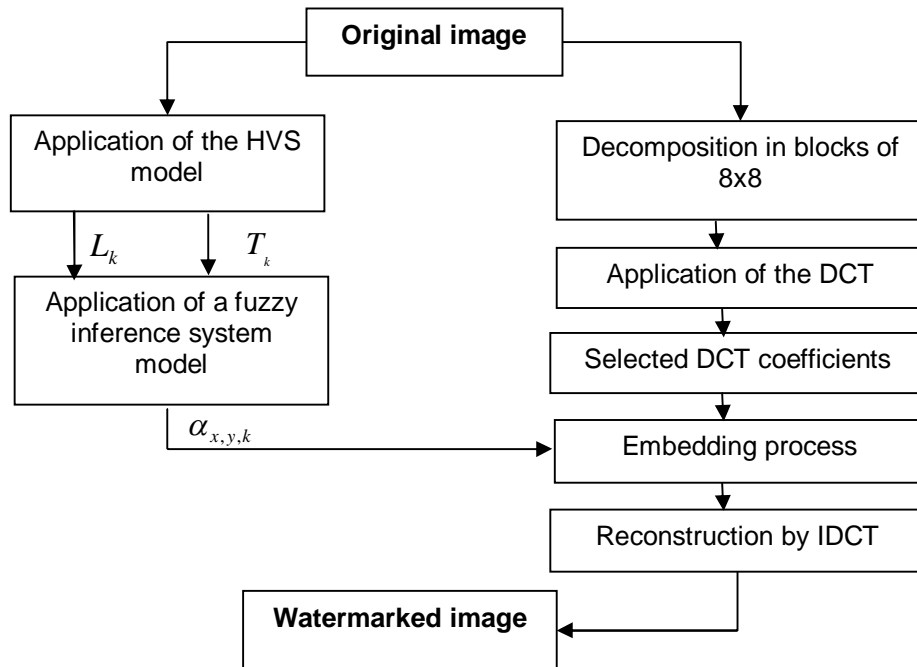 Original image
Application of the HVS
model
Decomposition in blocks of
8x8
L_k
T_k
Application of the DCT
Application of a fuzzy
inference system
model
Selected DCT coefficients
α_{x,y,k}
Embedding process
Reconstruction by IDCT
Watermarked image